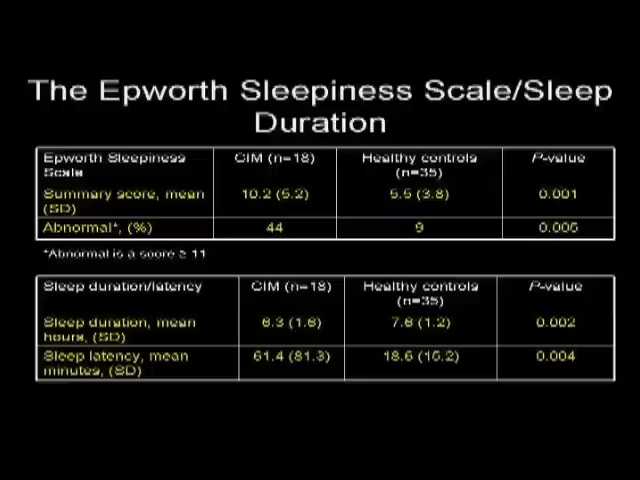 The Epworth Sleepiness Scale/Sleep
Duration
Epworth Sleepiness Scale CIM (n=18) Healthy controls (n=35) P-value
Summary score, mean (SD) 10.2 (5.2) 5.5 (3.8) 0.001
Abnormal*, (%) 44 9 0.005
*Abnormal is a score ≥ 11
Sleep duration/latency CIM (n=18) Healthy controls (n=35) P-value
Sleep duration, mean hours, (SD) 6.3 (1.8) 7.6 (1.2) 0.002
Sleep latency, mean minutes, (SD) 61.4 (81.3) 18.6 (15.2) 0.004